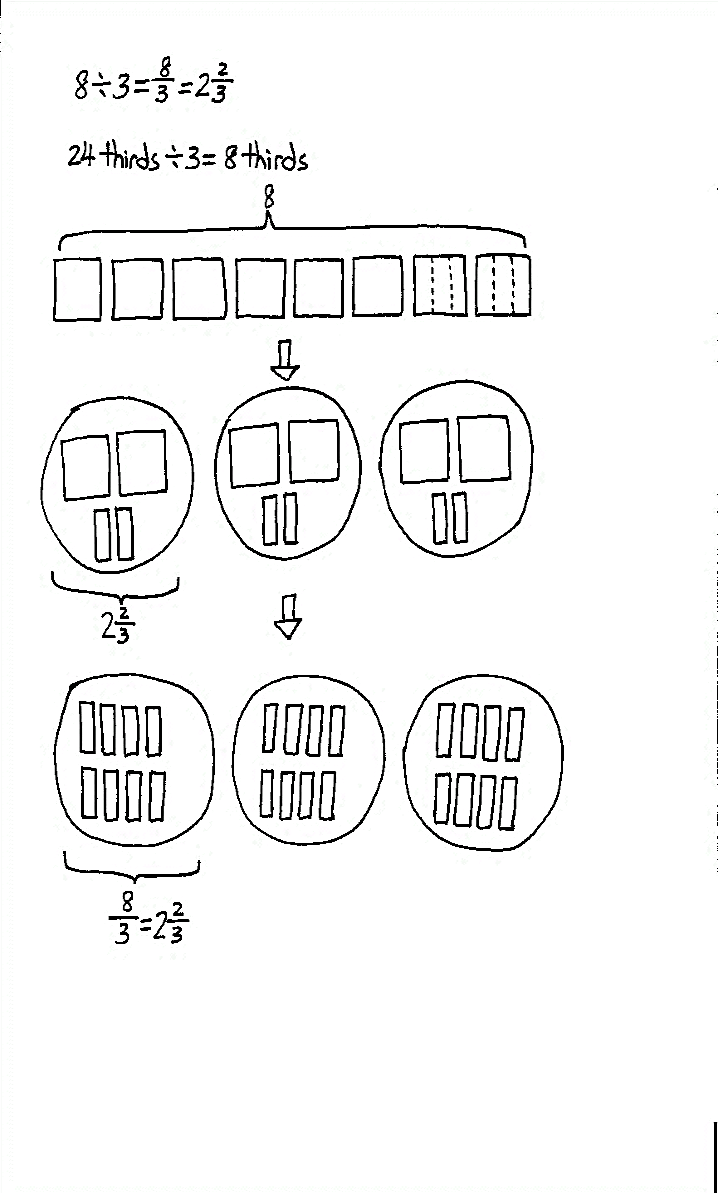 8÷3=8/3=2 2/3
24 thirds ÷3= 8 thirds
8
2 2/3
8/3=2 2/3